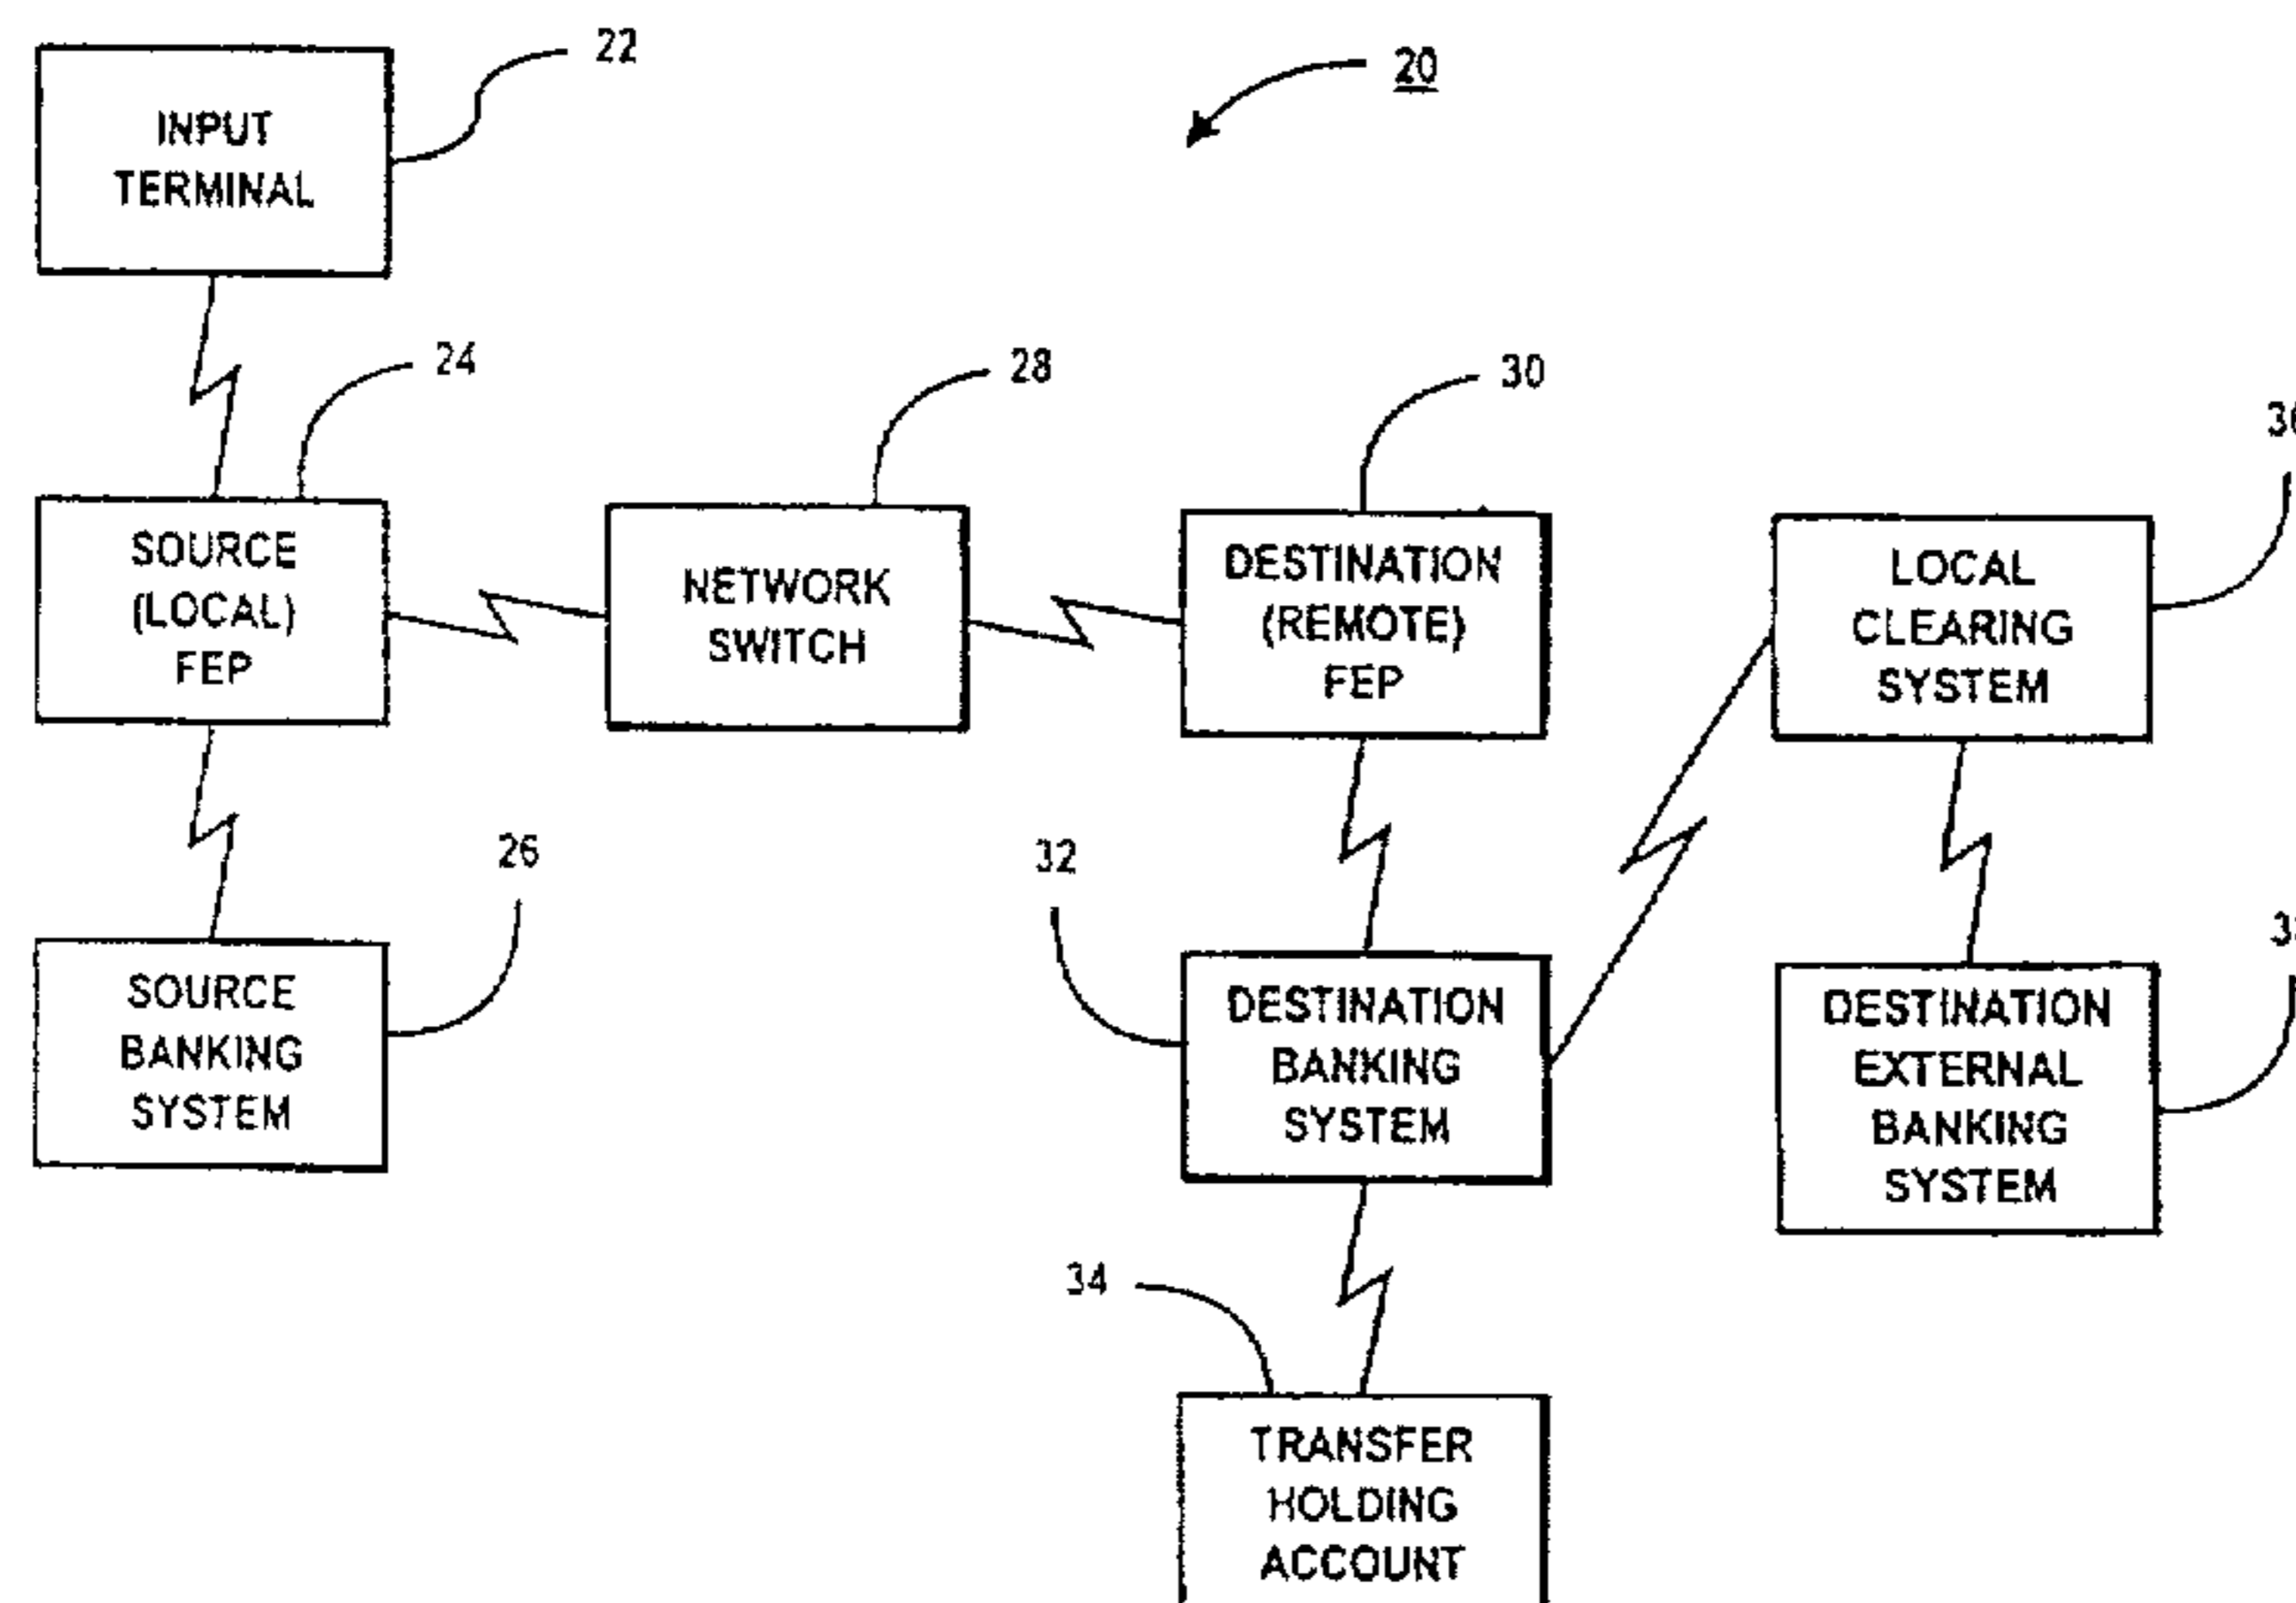 22
20
INPUT
TERMINAL
24
28
30
SOURCE
(LOCAL)
FEP
NETWORK
SWITCH
DESTINATION
(REMOTE)
FEP
LOCAL
CLEARING
SYSTEM
26
32
SOURCE
BANKING
SYSTEM
DESTINATION
BANKING
SYSTEM
DESTINATION
EXTERNAL
BANKING
SYSTEM
34
TRANSFER
HOLDING
ACCOUNT